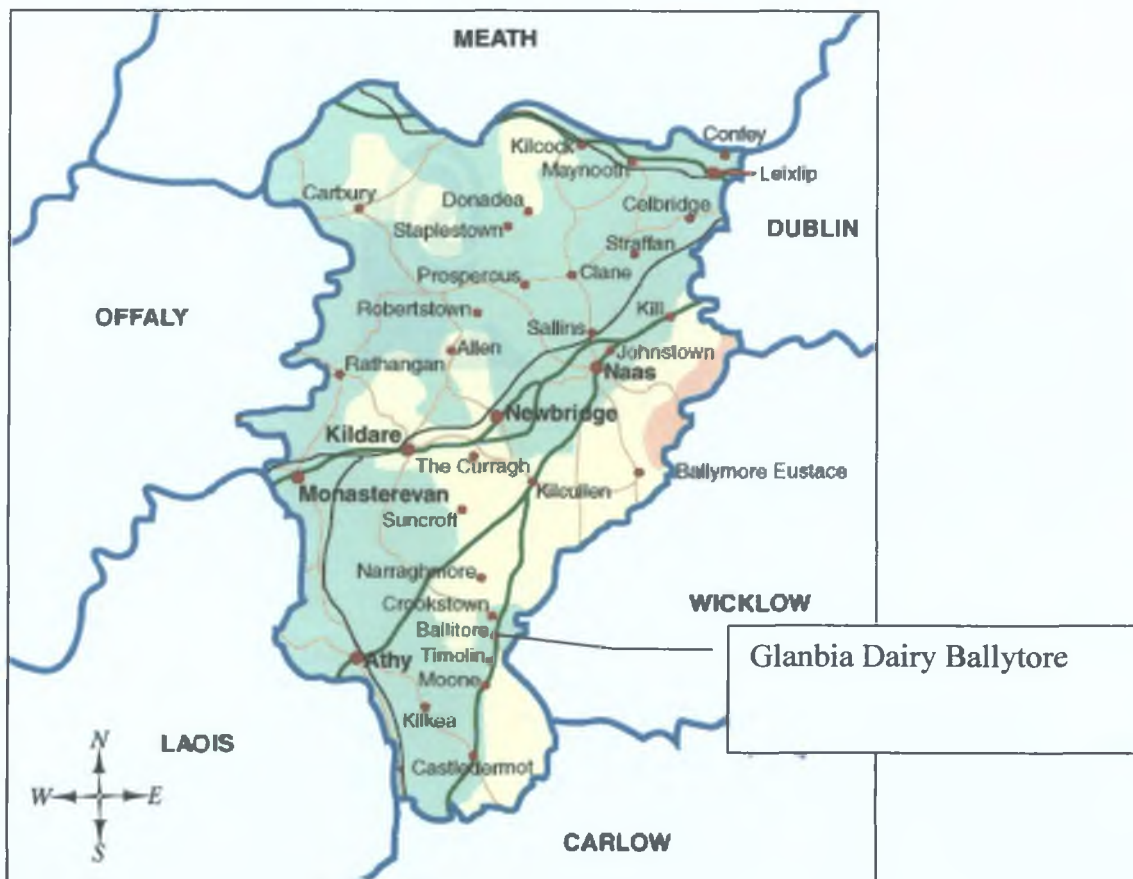 MEATH
Confey
Kilcock
Maynooth
Leixlip
Carbury
Donadea
Celbridge
Staplestown
DUBLIN
Straffan
Prosperous
Clane
OFFALY
Robertstown
Kill
Sallins
Allen
Johnstown
Rathangan
Naas
Newbridge
Kildare
The Curragh
Ballymore Eustace
Monasterevan
Kilcullen
Suncroft
Narraghmore
WICKLOW
Crookstown
Ballitore
Glanbia Dairy Ballytore
Timolin
Athy
Moone
Kilkea
LAOIS
N
Castledermot
W E
S
CARLOW